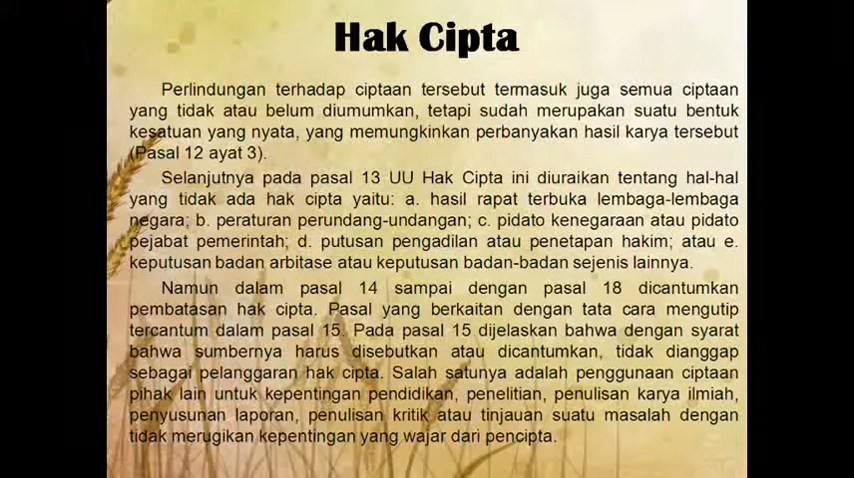 Hak Cipta
Perlindungan terhadap ciptaan tersebut termasuk juga semua ciptaan
yang tidak atau belum diumumkan, tetapi sudah merupakan suatu bentuk
kesatuan yang nyata, yang memungkinkan perbanyakan hasil karya tersebut
(Pasal 12 ayat 3).
Selanjutnya pada pasal 13 UU Hak Cipta ini diuraikan tentang hal-hal
yang tidak ada hak cipta yaitu: a. hasil rapat terbuka lembaga-lembaga
negara; b. peraturan perundang-undangan; c. pidato kenegaraan atau pidato
pejabat pemerintah; d. putusan pengadilan atau penetapan hakim; atau e.
keputusan badan arbitase atau keputusan badan-badan sejenis lainnya.
Namun dalam pasal 14 sampai dengan pasal 18 dicantumkan
pembatasan hak cipta. Pasal yang berkaitan dengan tata cara mengutip
tercantum dalam pasal 15. Pada pasal 15 dijelaskan bahwa dengan syarat
bahwa sumbernya harus disebutkan atau dicantumkan, tidak dianggap
sebagai pelanggaran hak cipta. Salah satunya adalah penggunaan ciptaan
pihak lain untuk kepentingan pendidikan, penelitian, penulisan karya ilmiah,
penyusunan laporan, penulisan kritik atau tinjauan suatu masalah dengan
tidak merugikan kepentingan yang wajar dari pencipta.